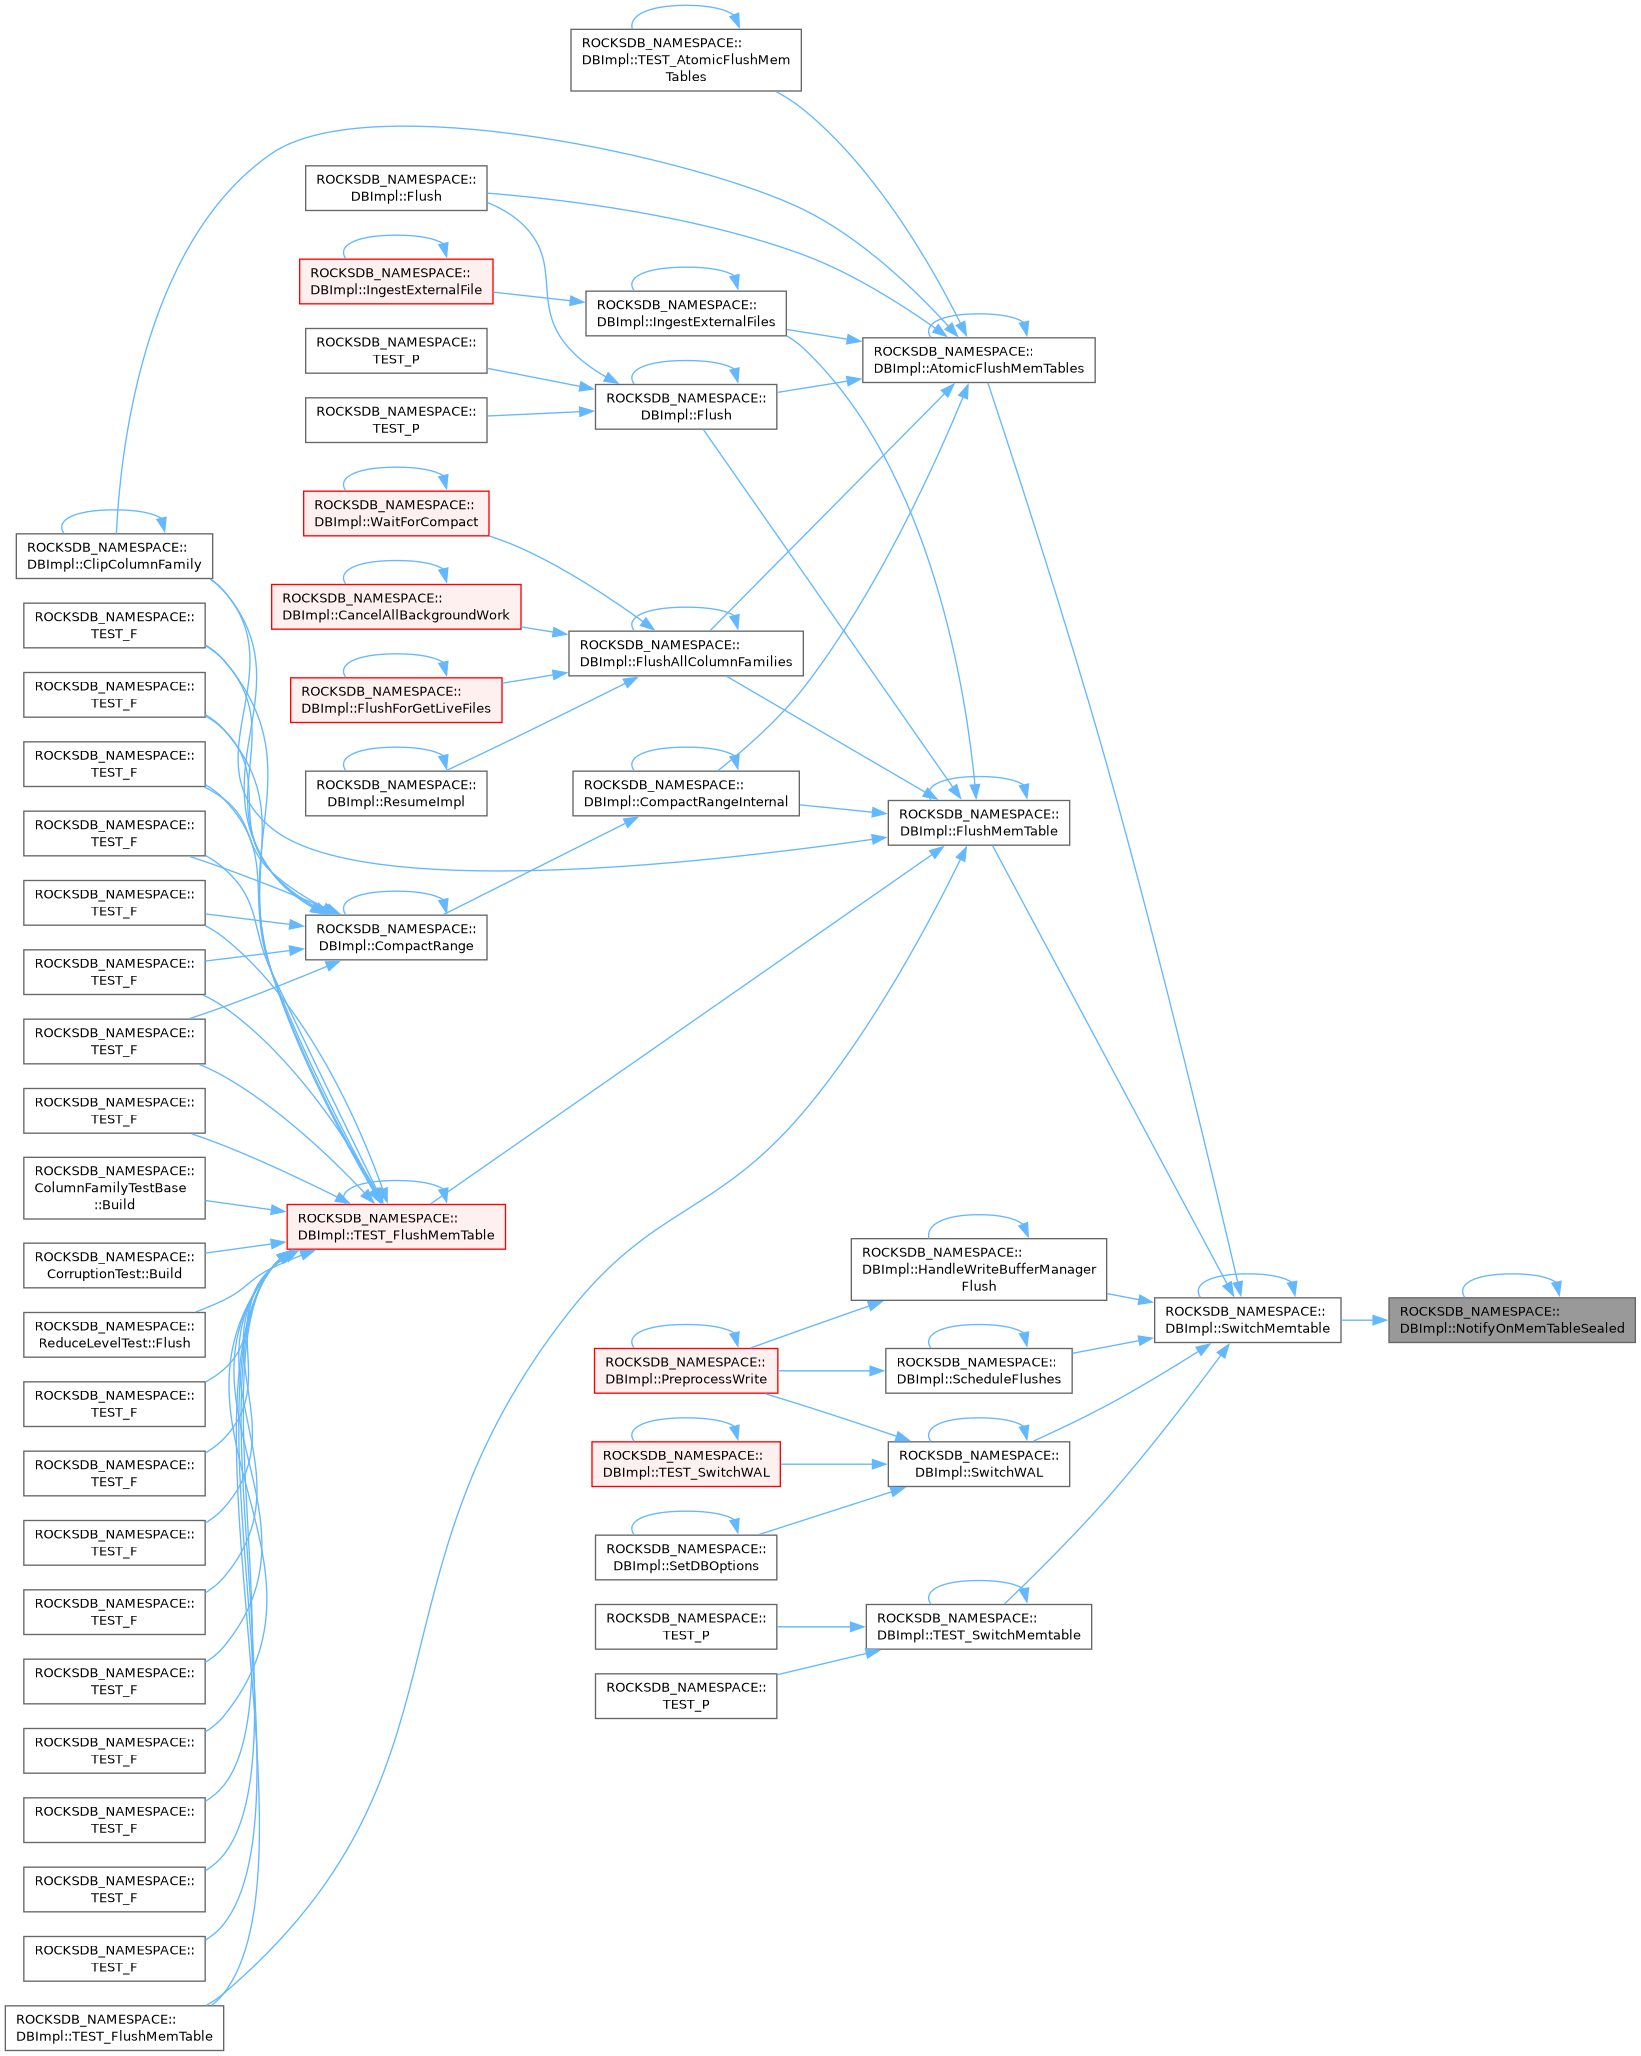 ROCKSDB_NAMESPACE::
DBImpl::TEST_AtomicFlushMem
Tables
ROCKSDB_NAMESPACE::
DBImpl::Flush
ROCKSDB_NAMESPACE::
DBImpl::IngestExternalFile
ROCKSDB_NAMESPACE::
DBImpl::IngestExternalFiles
ROCKSDB_NAMESPACE::
TEST_P
ROCKSDB_NAMESPACE::
DBImpl::AtomicFlushMemTables
ROCKSDB_NAMESPACE::
DBImpl::Flush
ROCKSDB_NAMESPACE::
TEST_P
ROCKSDB_NAMESPACE::
DBImpl::WaitForCompact
ROCKSDB_NAMESPACE::
DBImpl::ClipColumnFamily
ROCKSDB_NAMESPACE::
DBImpl::CancelAllBackgroundWork
ROCKSDB_NAMESPACE::
TEST_F
ROCKSDB_NAMESPACE::
DBImpl::FlushAllColumnFamilies
ROCKSDB_NAMESPACE::
TEST_F
ROCKSDB_NAMESPACE::
DBImpl::FlushForGetLiveFiles
ROCKSDB_NAMESPACE::
TEST_F
ROCKSDB_NAMESPACE::
DBImpl::ResumeImpl
ROCKSDB_NAMESPACE::
DBImpl::CompactRangeInternal
ROCKSDB_NAMESPACE::
DBImpl::FlushMemTable
ROCKSDB_NAMESPACE::
TEST_F
ROCKSDB_NAMESPACE::
TEST_F
ROCKSDB_NAMESPACE::
DBImpl::CompactRange
ROCKSDB_NAMESPACE::
TEST_F
ROCKSDB_NAMESPACE::
TEST_F
ROCKSDB_NAMESPACE::
TEST_F
ROCKSDB_NAMESPACE::
ColumnFamilyTestBase
::Build
ROCKSDB_NAMESPACE::
DBImpl::TEST_FlushMemTable
ROCKSDB_NAMESPACE::
CorruptionTest::Build
ROCKSDB_NAMESPACE::
DBImpl::HandleWriteBufferManager
Flush
ROCKSDB_NAMESPACE::
DBImpl::SwitchMemtable
ROCKSDB_NAMESPACE::
DBImpl::NotifyOnMemTableSealed
ROCKSDB_NAMESPACE::
ReduceLevelTest::Flush
ROCKSDB_NAMESPACE::
DBImpl::PreprocessWrite
ROCKSDB_NAMESPACE::
DBImpl::ScheduleFlushes
ROCKSDB_NAMESPACE::
TEST_F
ROCKSDB_NAMESPACE::
DBImpl::TEST_SwitchWAL
ROCKSDB_NAMESPACE::
DBImpl::SwitchWAL
ROCKSDB_NAMESPACE::
TEST_F
ROCKSDB_NAMESPACE::
TEST_F
ROCKSDB_NAMESPACE::
DBImpl::SetDBOptions
ROCKSDB_NAMESPACE::
TEST_F
ROCKSDB_NAMESPACE::
TEST_P
ROCKSDB_NAMESPACE::
DBImpl::TEST_SwitchMemtable
ROCKSDB_NAMESPACE::
TEST_F
ROCKSDB_NAMESPACE::
TEST_P
ROCKSDB_NAMESPACE::
TEST_F
ROCKSDB_NAMESPACE::
TEST_F
ROCKSDB_NAMESPACE::
TEST_F
ROCKSDB_NAMESPACE::
TEST_F
ROCKSDB_NAMESPACE::
DBImpl::TEST_FlushMemTable